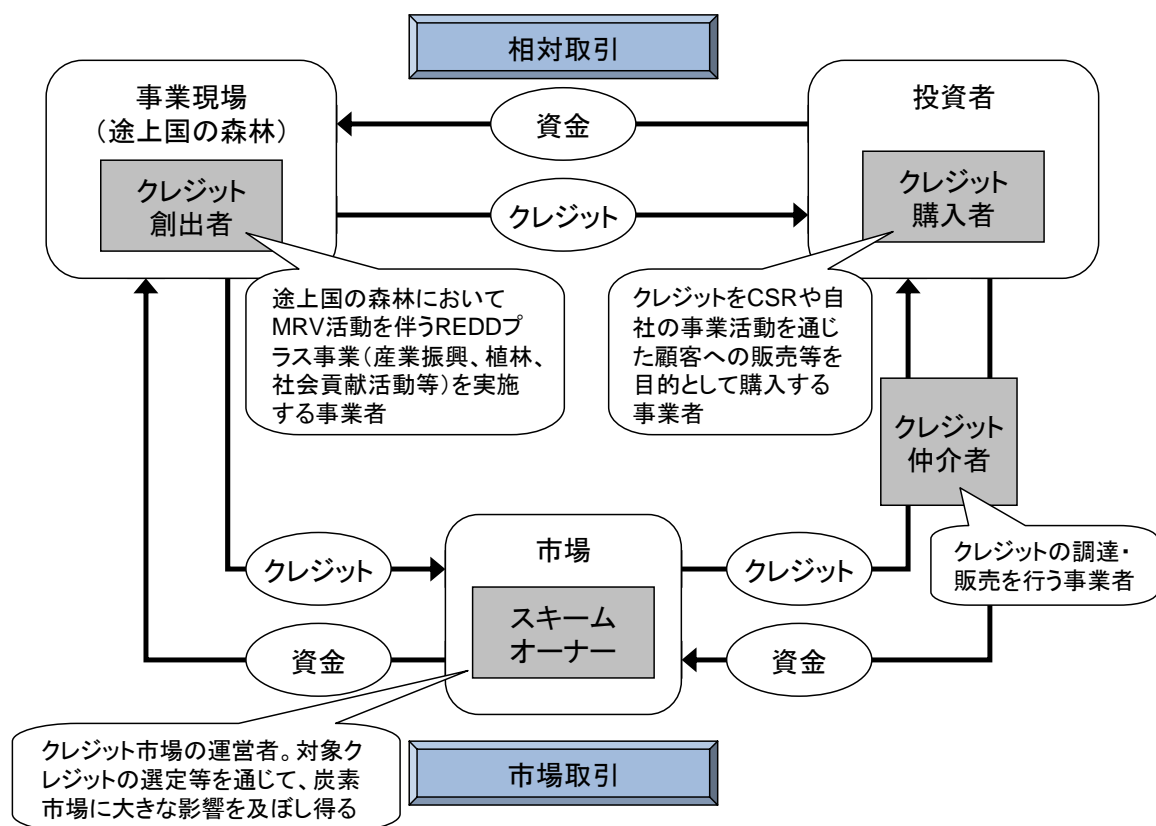 相対取引
事業現場
（途上国の森林）
クレジット
創出者
投資者
クレジット
購入者
資金
クレジット
途上国の森林において
MRV活動を伴うREDDプ
ラス事業（産業振興、植林、
社会貢献活動等）を実施
する事業者
クレジットをCSRや自
社の事業活動を通じ
た顧客への販売等を
目的として購入する
事業者
クレジット
仲介者
クレジットの調達・
販売を行う事業者
クレジット
市場
スキーム
オーナー
クレジット
資金
資金
クレジット市場の運営者。対象ク
レジットの選定等を通じて、炭素
市場に大きな影響を及ぼし得る
市場取引